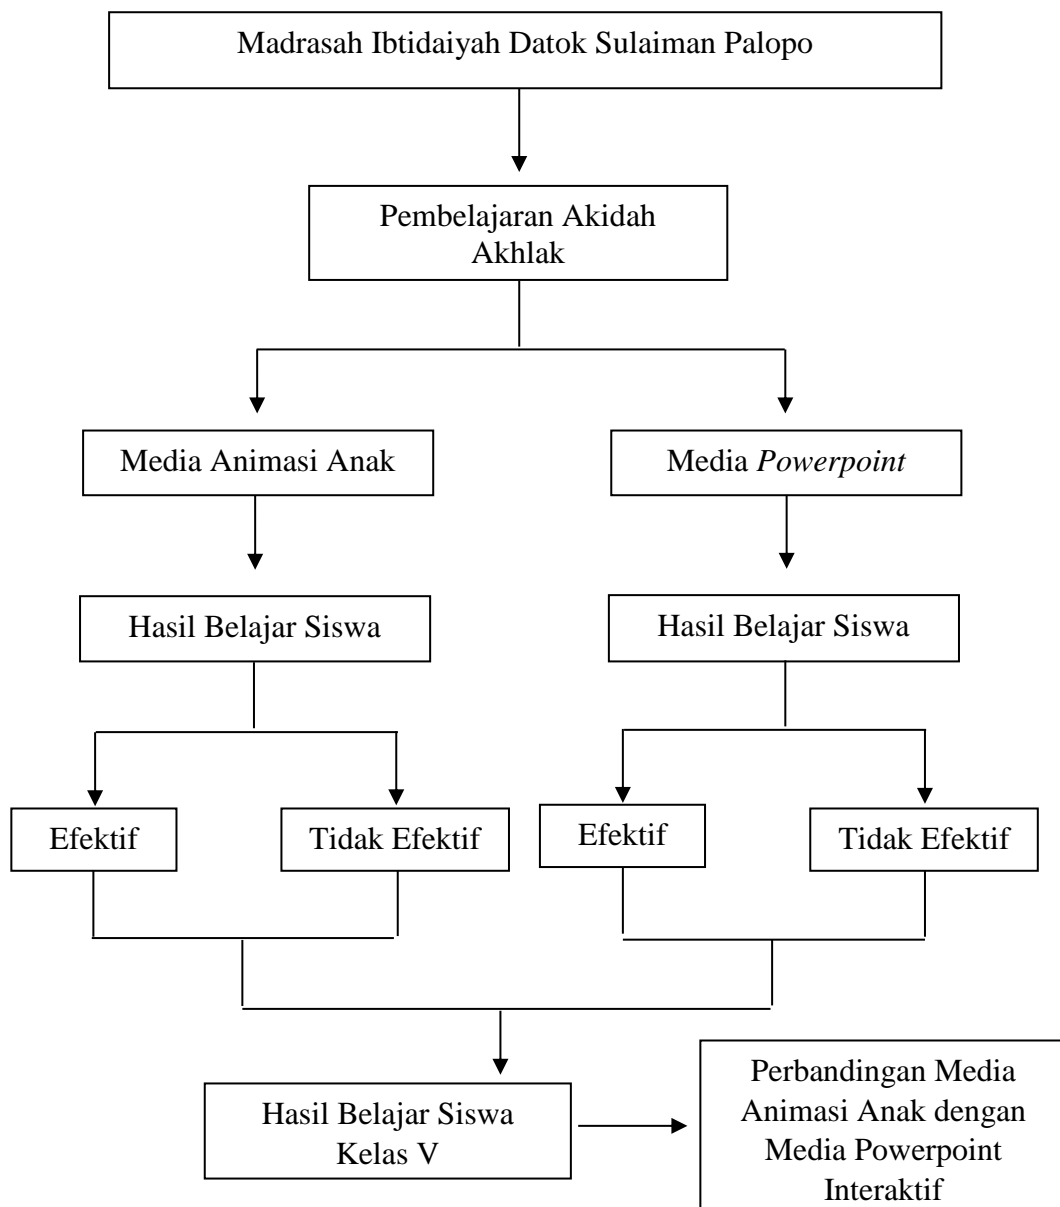 Madrasah Ibtidaiyah Datok Sulaiman Palopo
Pembelajaran Akidah
Akhlak
Media Animasi Anak
Media Powerpoint
Hasil Belajar Siswa
Hasil Belajar Siswa
Efektif
Tidak Efektif
Efektif
Tidak Efektif
Hasil Belajar Siswa
Kelas V
Perbandingan Media
Animasi Anak dengan
Media Powerpoint
Interaktif